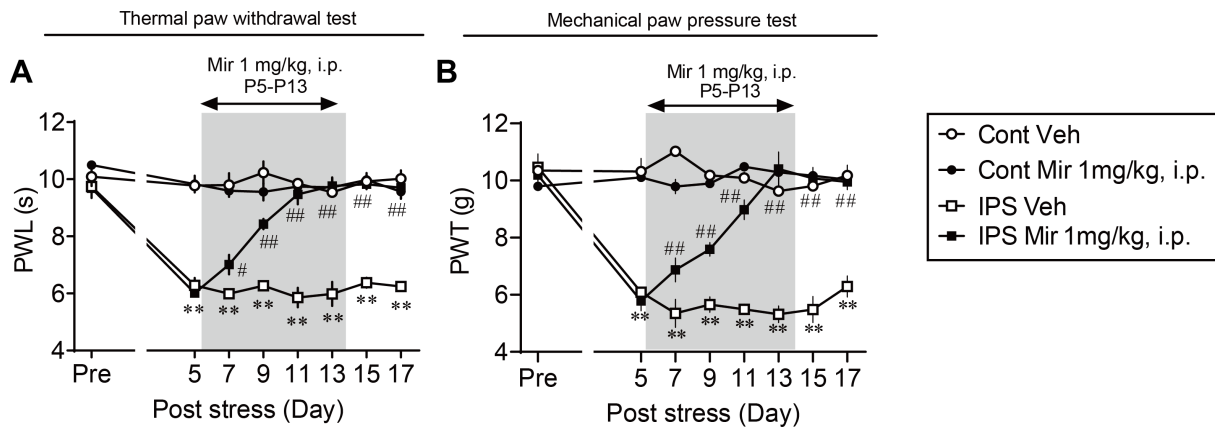 Thermal paw withdrawal test
Mechanical paw pressure test
A
Mir 1 mg/kg, i.p.
P5-P13
12
10
8
6
4
PWL (s)
## ## ## ##
##
#
** ** ** ** ** ** **
Pre 5 7 9 11 13 15 17
Post stress (Day)
B
Mir 1 mg/kg, i.p.
P5-P13
12
10
8
6
4
PWT (g)
## ## ## ##
## ##
** ** ** ** ** ** **
Pre 5 7 9 11 13 15 17
Post stress (Day)
Cont Veh
Cont Mir 1mg/kg, i.p.
IPS Veh
IPS Mir 1mg/kg, i.p.